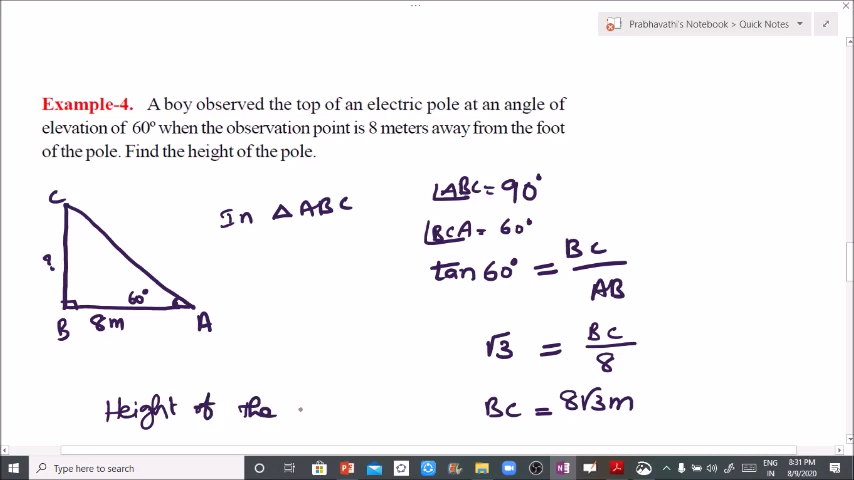 Prabhavathi's Notebook > Quick Notes
Example-4. A boy observed the top of an electric pole at an angle of
elevation of 60° when the observation point is 8 meters away from the foot
of the pole. Find the height of the pole.
C
In △ ABC
∠ABC = 90°
∠BCA = 60°
tan 60° = BC
AB
?
60°
B 8m A
√3 = BC
8
BC = 8√3m
Height of the
Type here to search
ENG
IN
8:31 PM
8/9/2020